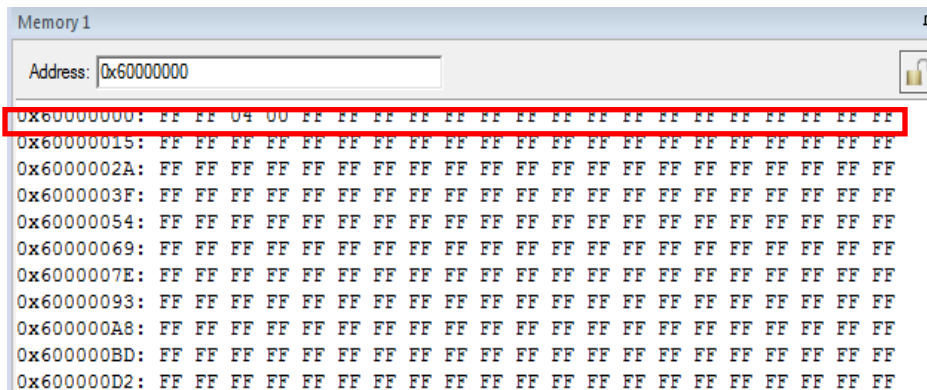 Memory 1
Address: 0x60000000
0x60000000: FF FF 04 00 FF FF FF FF FF FF FF FF FF FF FF FF FF FF FF FF FF
0x60000015: FF FF FF FF FF FF FF FF FF FF FF FF FF FF FF FF FF FF FF FF FF
0x6000002A: FF FF FF FF FF FF FF FF FF FF FF FF FF FF FF FF FF FF FF FF FF
0x6000003F: FF FF FF FF FF FF FF FF FF FF FF FF FF FF FF FF FF FF FF FF FF
0x60000054: FF FF FF FF FF FF FF FF FF FF FF FF FF FF FF FF FF FF FF FF FF
0x60000069: FF FF FF FF FF FF FF FF FF FF FF FF FF FF FF FF FF FF FF FF FF
0x6000007E: FF FF FF FF FF FF FF FF FF FF FF FF FF FF FF FF FF FF FF FF FF
0x60000093: FF FF FF FF FF FF FF FF FF FF FF FF FF FF FF FF FF FF FF FF FF
0x600000A8: FF FF FF FF FF FF FF FF FF FF FF FF FF FF FF FF FF FF FF FF FF
0x600000BD: FF FF FF FF FF FF FF FF FF FF FF FF FF FF FF FF FF FF FF FF FF
0x600000D2: FF FF FF FF FF FF FF FF FF FF FF FF FF FF FF FF FF FF FF FF FF